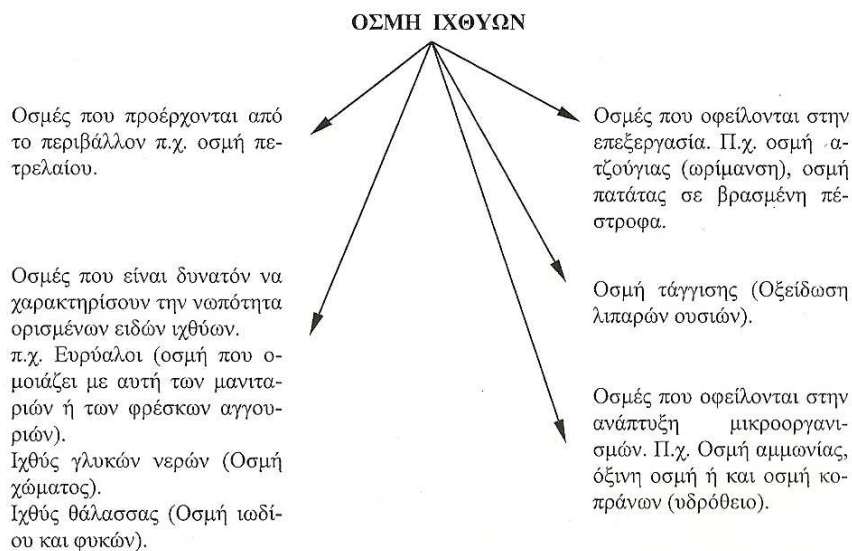 ΟΣΜΗ ΙΧΘΥΩΝ
Οσμές που προέρχονται από
το περιβάλλον π.χ. οσμή πε-
τρελαίου.
Οσμές που είναι δυνατόν να
χαρακτηρίσουν την νωπότητα
ορισμένων ειδών ιχθύων.
π.χ. Ευρύαλοι (οσμή που ο-
μοιάζει με αυτή των μανιτα-
ριών ή των φρέσκων αγγου-
ριών).
Ιχθύς γλυκών νερών (Οσμή
χώματος).
Ιχθύς θάλασσας (Οσμή ιωδί-
ου και φυκών).
Οσμές που οφείλονται στην
επεξεργασία. Π.χ. οσμή α-
τζούγιας (ωρίμανση), οσμή
πατάτας σε βρασμένη πέ-
στροφα.
Οσμή τάγγισης (Οξείδωση
λιπαρών ουσιών).
Οσμές που οφείλονται στην
ανάπτυξη μικροοργανι-
σμών. Π.χ. Οσμή αμμωνίας,
όξινη οσμή ή και οσμή κο-
πράνων (υδρόθειο).